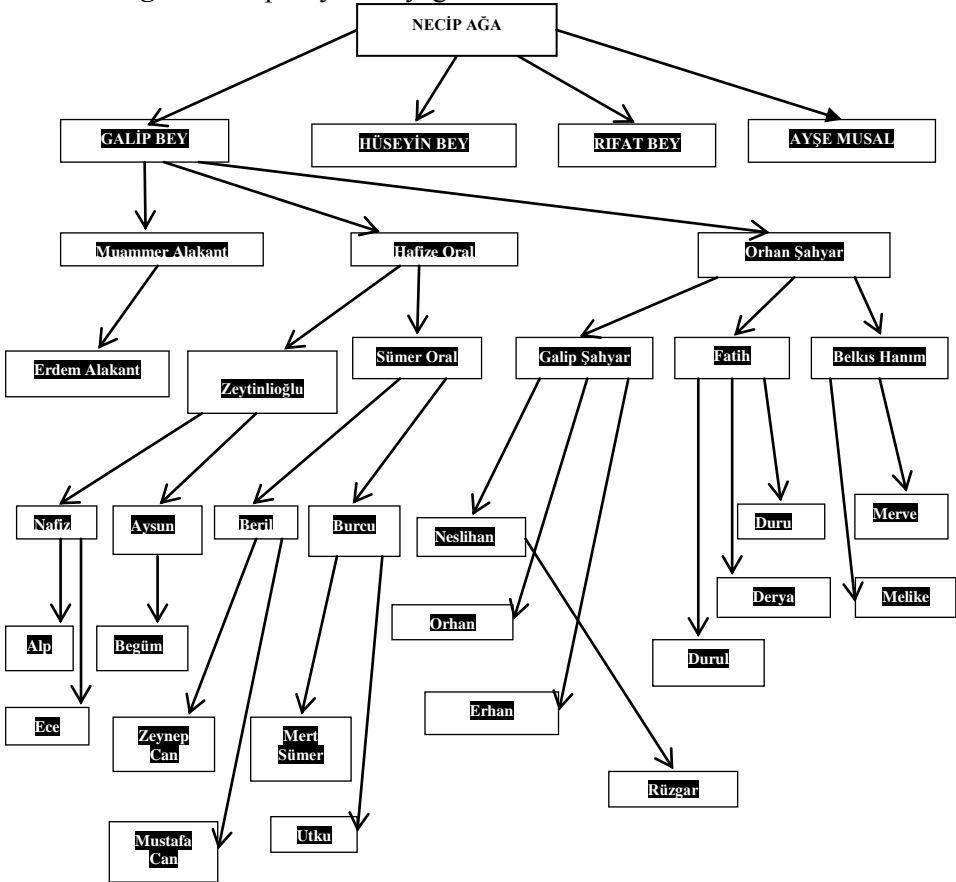 NECİP AĞA
GALİP BEY
HÜSEYİN BEY
RIFAT BEY
AYŞE MUSAL
Muammer Alakant
Hafize Oral
Orhan Şahyar
Erdem Alakant
Zeytinlioğlu
Sümer Oral
Galip Şahyar
Fatih
Belkıs Hanım
Nafiz
Aysun
Beril
Burcu
Neslihan
Duru
Merve
Alp
Begüm
Orhan
Derya
Melike
Durul
Ece
Zeynep
Can
Mert
Sümer
Erhan
Rüzgar
Mustafa
Can
Utku